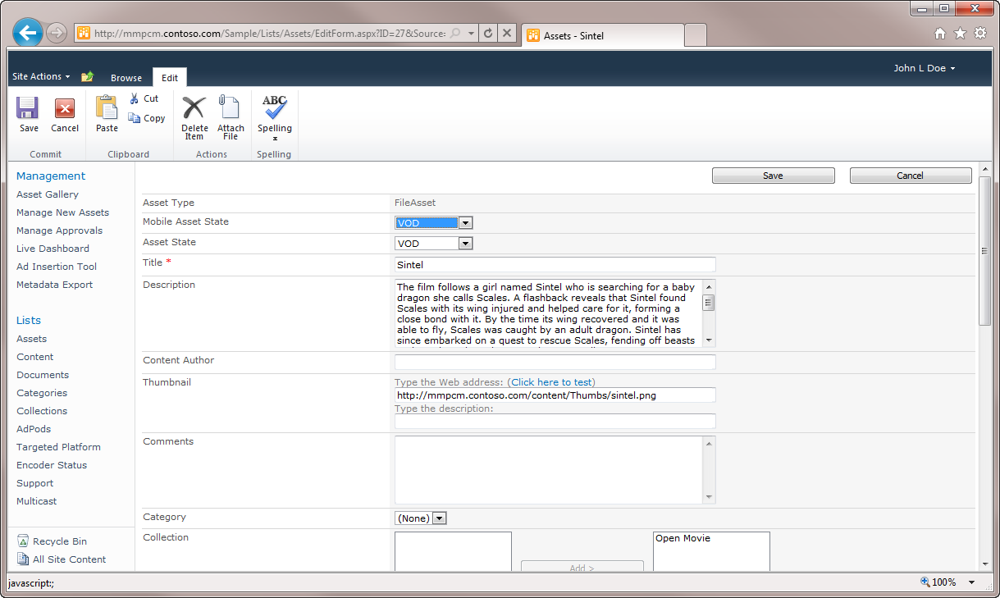 http://mmpcm.contoso.com/Sample/Lists/Assets/EditForm.aspx?ID=27&Source:
Assets - Sintel
Site Actions
Browse
Edit
John L Doe
Save
Cancel
Paste
Cut
Copy
Delete Item
Attach File
ABC
Spelling
Commit
Clipboard
Actions
Spelling
Management
Asset Gallery
Manage New Assets
Manage Approvals
Live Dashboard
Ad Insertion Tool
Metadata Export
Lists
Assets
Content
Documents
Categories
Collections
AdPods
Targeted Platform
Encoder Status
Support
Multicast
Recycle Bin
All Site Content
Save
Cancel
Asset Type
FileAsset
Mobile Asset State
VOD
Asset State
VOD
Title *
Sintel
Description
The film follows a girl named Sintel who is searching for a baby
dragon she calls Scales. A flashback reveals that Sintel found
Scales with its wing injured and helped care for it, forming a
close bond with it. By the time its wing recovered and it was
able to fly, Scales was caught by an adult dragon. Sintel has
since embarked on a quest to rescue Scales, fending off beasts
Content Author
Thumbnail
Type the Web address: (Click here to test)
http://mmpcm.contoso.com/content/Thumbs/sintel.png
Type the description:
Comments
Category
(None)
Collection
Add >
Open Movie
javascript:;
100%